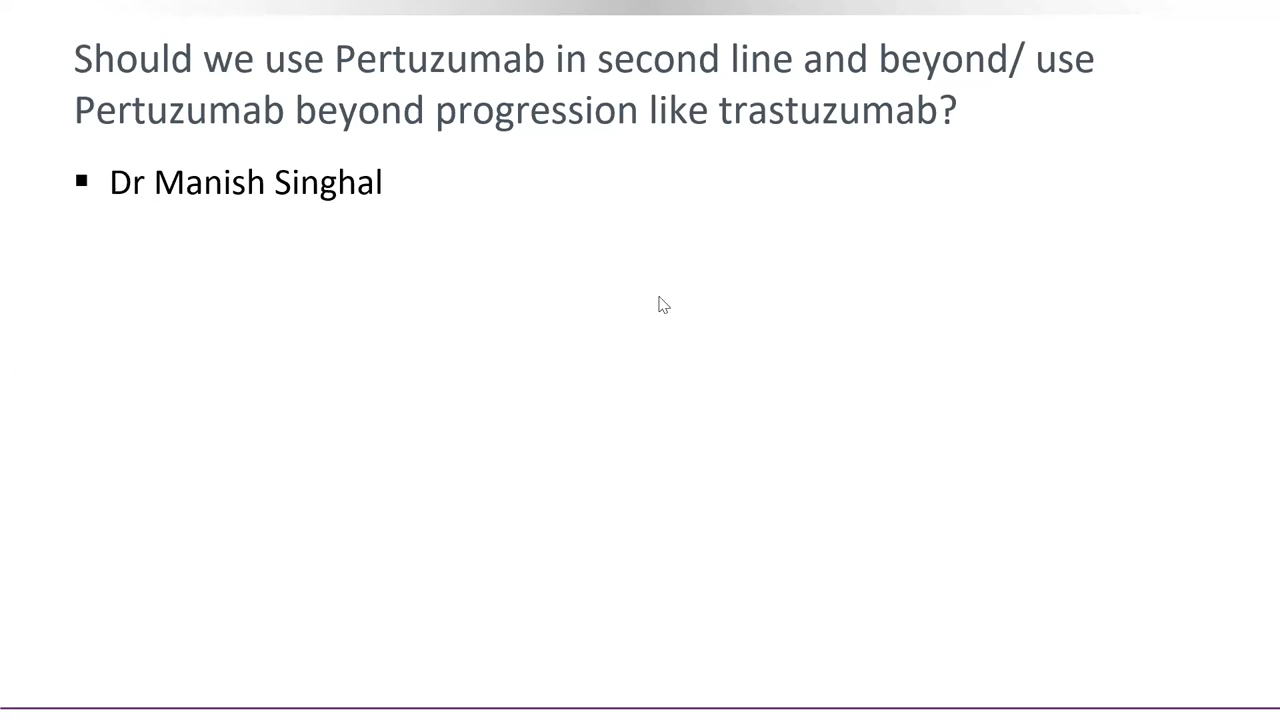 Should we use Pertuzumab in second line and beyond/ use
Pertuzumab beyond progression like trastuzumab?
▪ Dr Manish Singhal